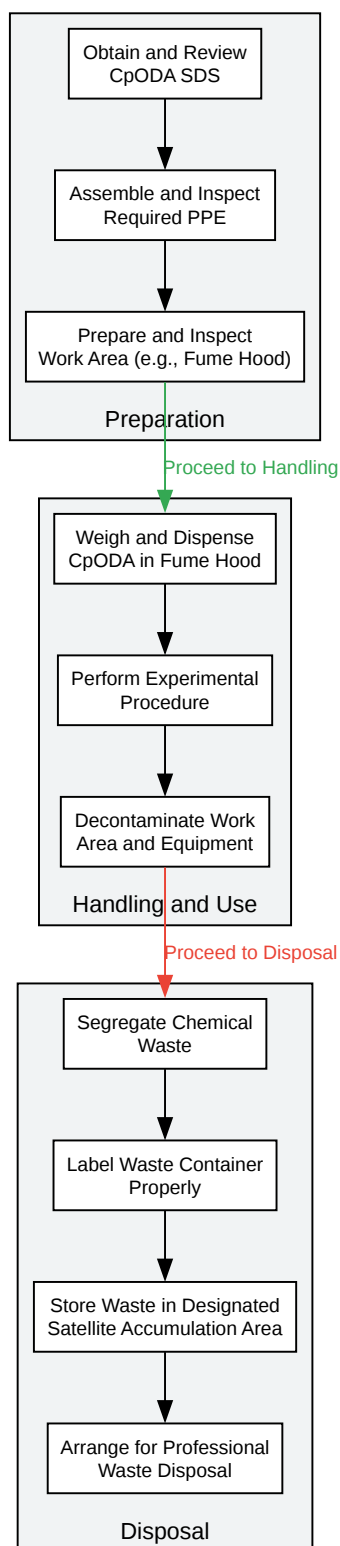 Obtain and Review
CpODA SDS
Assemble and Inspect
Required PPE
Prepare and Inspect
Work Area (e.g., Fume Hood)
Preparation
Proceed to Handling
Weigh and Dispense
CpODA in Fume Hood
Perform Experimental
Procedure
Decontaminate Work
Area and Equipment
Handling and Use
Proceed to Disposal
Segregate Chemical
Waste
Label Waste Container
Properly
Store Waste in Designated
Satellite Accumulation Area
Arrange for Professional
Waste Disposal
Disposal